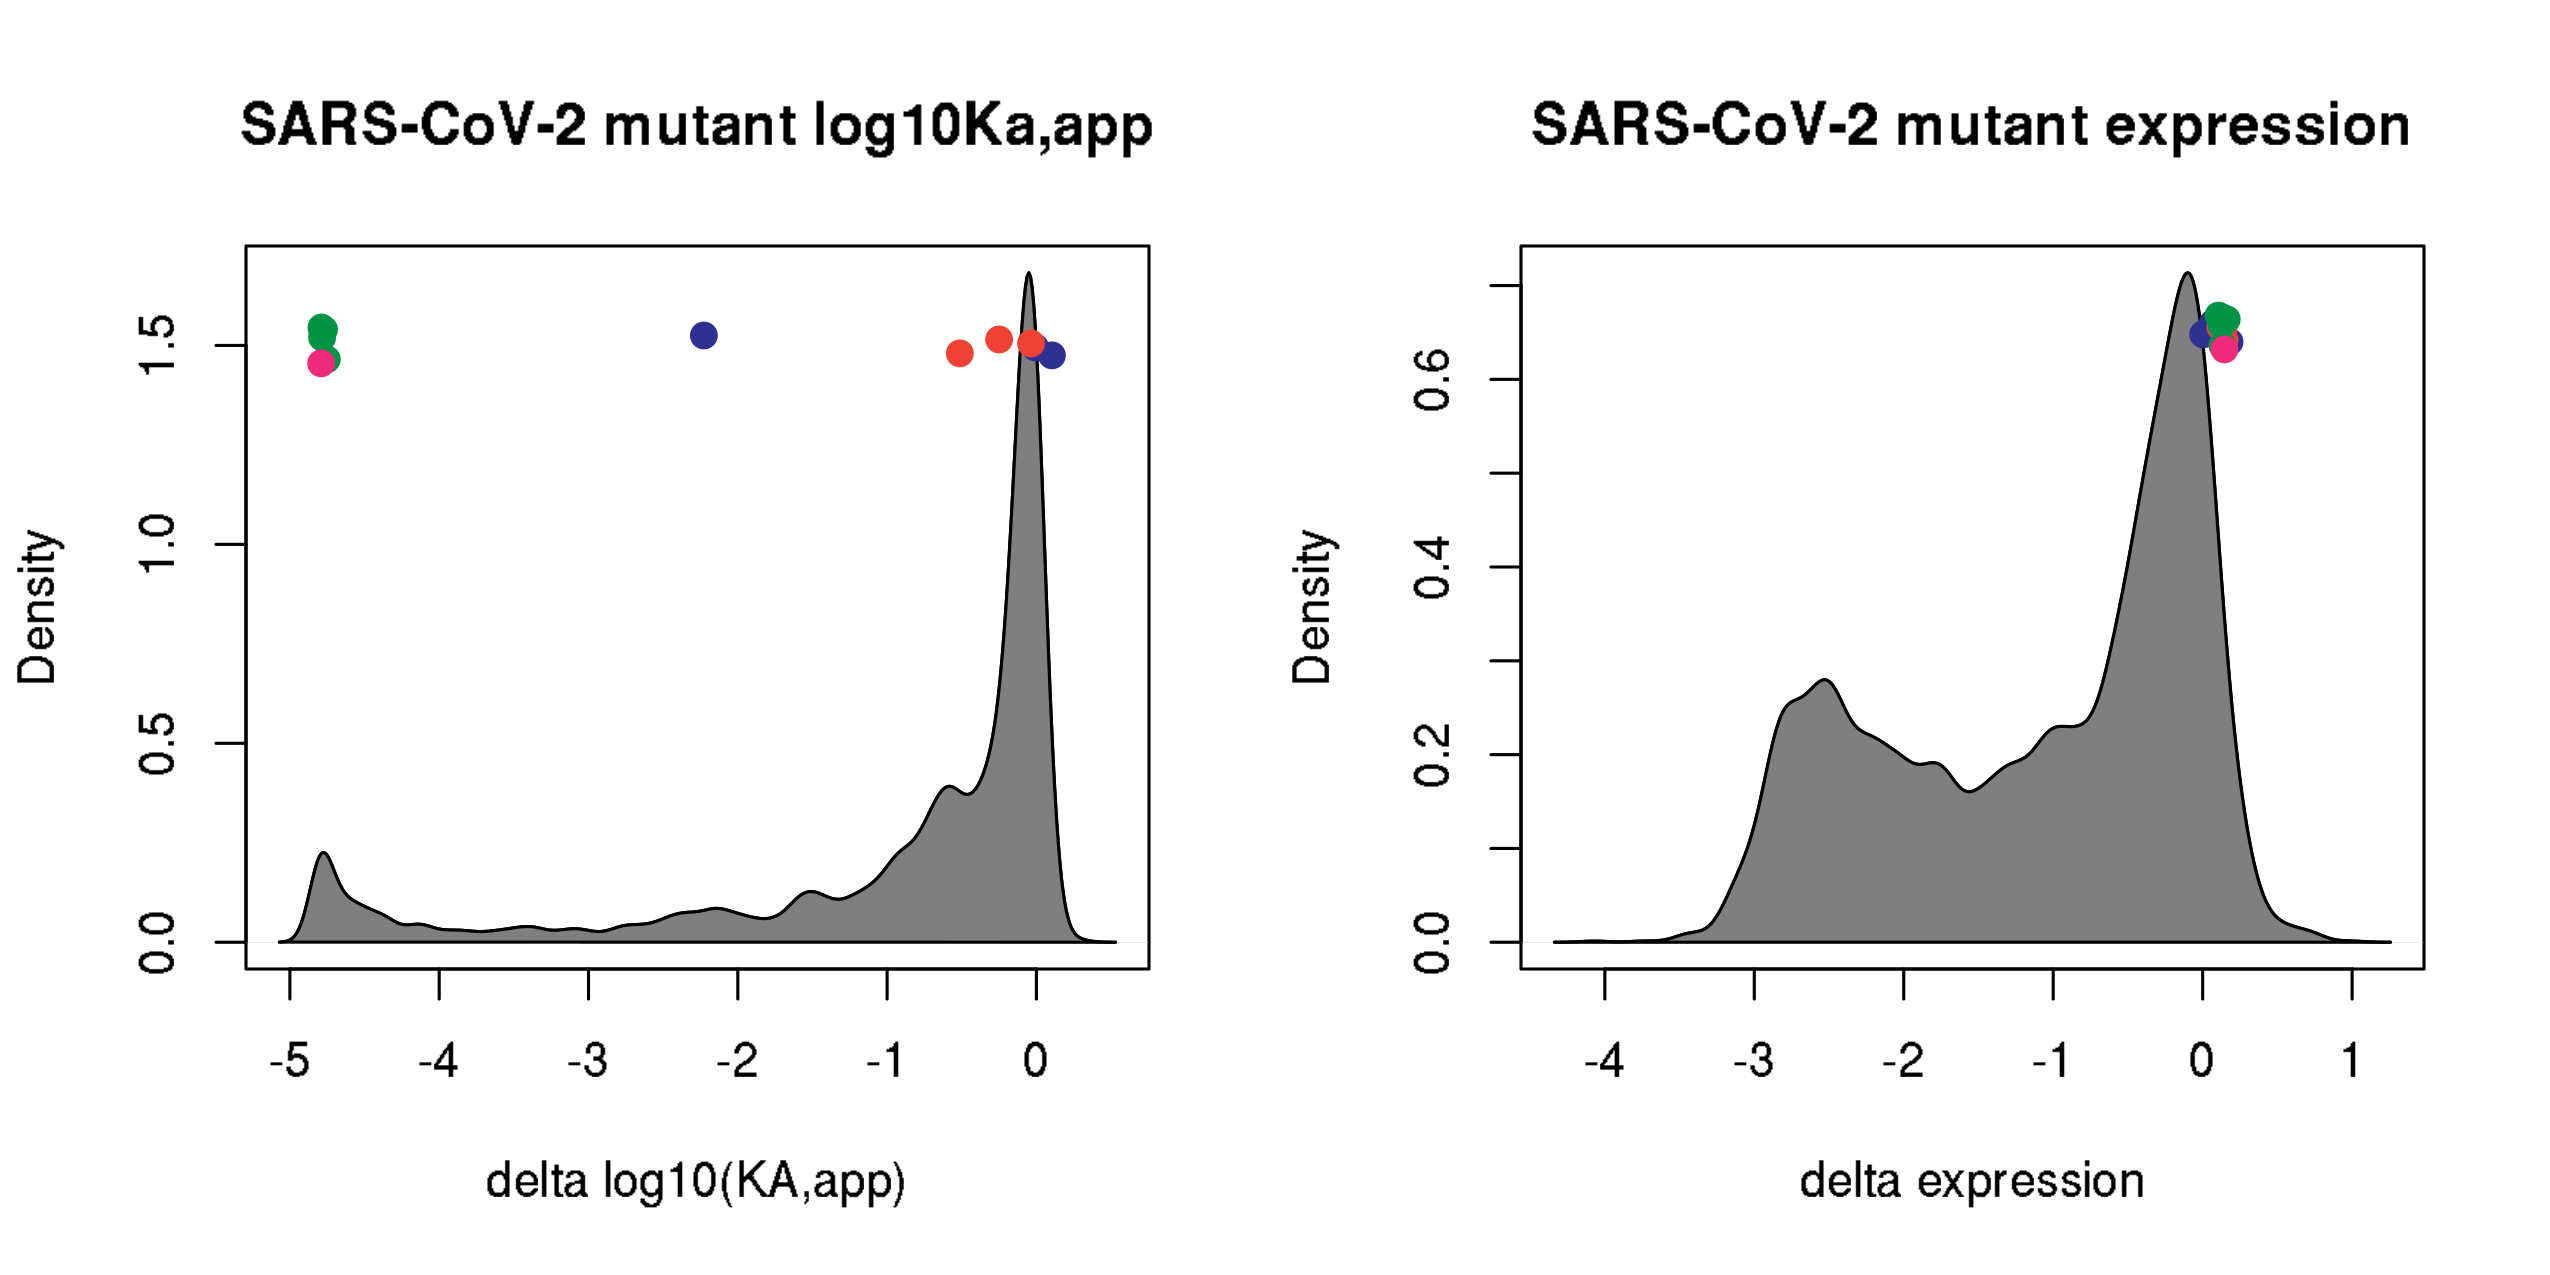 SARS-CoV-2 mutant log10Ka,app
Density
0.0
0.5
1.0
1.5
-5 -4 -3 -2 -1 0
delta log10(KA,app)
SARS-CoV-2 mutant expression
Density
0.0
0.2
0.4
0.6
-4 -3 -2 -1 0 1
delta expression